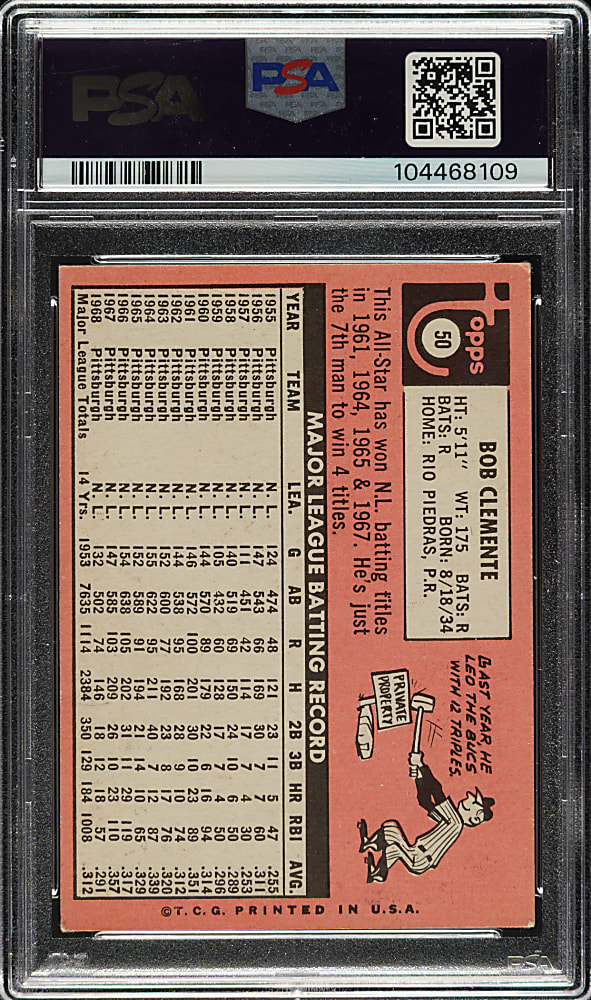 PSA
PSA
104468109
Topps
50
BOB CLEMENTE
HT: 5'11" WT: 175 BATS: R
BATS: R BORN: 8/18/34
HOME: RIO PIEDRAS, P.R.
LAST YEAR, HE
LED THE BUCS
WITH 12 TRIPLES.
PRIVATE
PROPERTY
This All-Star has won N.L. batting titles
in 1961, 1964, 1965 & 1967. He's just
the 7th man to win 4 titles.
MAJOR LEAGUE BATTING RECORD
YEAR TEAM LEA. G AB R H 2B 3B HR RBI AVG.
1955 Pittsburgh N. L. 124 474 48 121 23 11 5 47 .255
1956 Pittsburgh N. L. 147 543 66 169 30 7 7 60 .311
1957 Pittsburgh N. L. 111 451 42 114 17 7 4 30 .253
1958 Pittsburgh N. L. 140 519 69 150 24 10 6 50 .289
1959 Pittsburgh N. L. 105 432 60 128 17 7 4 50 .296
1960 Pittsburgh N. L. 144 570 89 179 22 6 16 94 .314
1961 Pittsburgh N. L. 146 572 100 201 30 10 23 89 .351
1962 Pittsburgh N. L. 144 538 95 168 28 9 10 74 .312
1963 Pittsburgh N. L. 152 600 77 192 23 8 17 76 .320
1964 Pittsburgh N. L. 155 622 95 211 40 7 12 87 .339
1965 Pittsburgh N. L. 152 589 91 194 21 14 10 65 .329
1966 Pittsburgh N. L. 154 638 105 202 31 11 29 119 .317
1967 Pittsburgh N. L. 147 585 103 209 26 10 23 110 .357
1968 Pittsburgh N. L. 132 502 74 146 18 12 18 57 .291
Major League Totals 14 Yrs. 1953 7635 1114 2384 350 129 184 1008 .312
©T.C.G. PRINTED IN U.S.A.
PSA